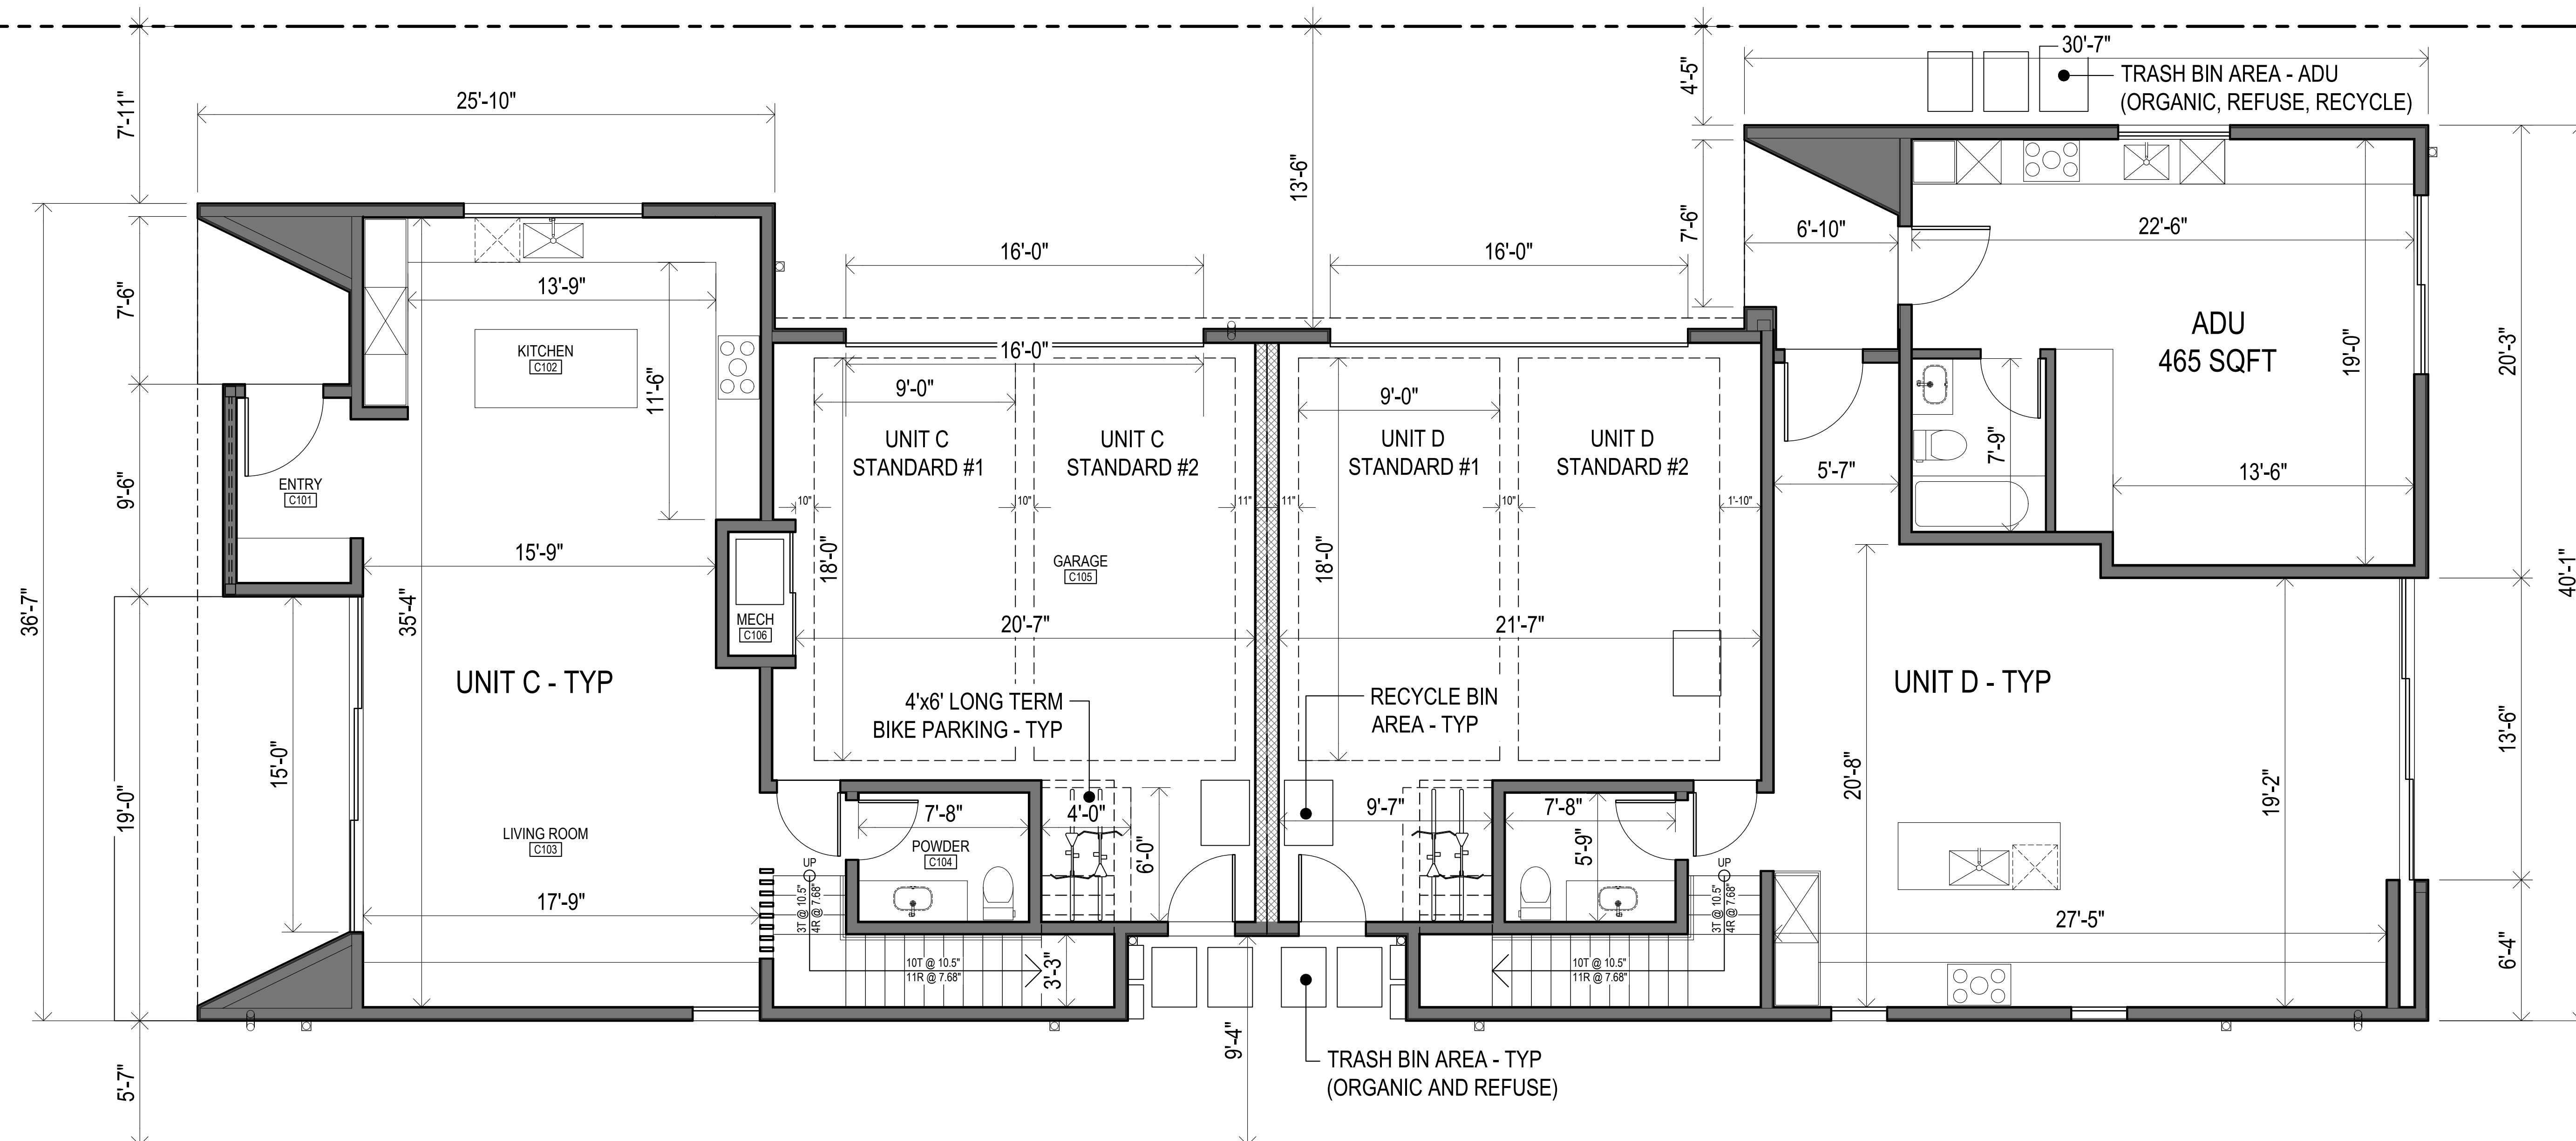 30'-7"
TRASH BIN AREA - ADU
(ORGANIC, REFUSE, RECYCLE)
4'-5"
7'-11"
25'-10"
13'-6"
7'-6"
6'-10"
22'-6"
16'-0"
16'-0"
13'-9"
7'-6"
ADU
465 SQFT
19'-0"
20'-3"
KITCHEN
C102
11'-6"
16'-0"
9'-0"
9'-0"
UNIT C
STANDARD #1
UNIT C
STANDARD #2
UNIT D
STANDARD #1
UNIT D
STANDARD #2
7'-9"
5'-7"
13'-6"
ENTRY
C101
9'-6"
10"
10"
11"
11"
10"
1'-10"
15'-9"
18'-0"
GARAGE
C105
18'-0"
36'-7"
35'-4"
40'-1"
MECH
C106
20'-7"
21'-7"
UNIT C - TYP
UNIT D - TYP
4'x6' LONG TERM
BIKE PARKING - TYP
RECYCLE BIN
AREA - TYP
15'-0"
19'-0"
20'-8"
19'-2"
13'-6"
LIVING ROOM
C103
7'-8"
4'-0"
9'-7"
7'-8"
POWDER
C104
6'-0"
5'-9"
UP
3T @ 10.5"
4R @ 7.68"
UP
3T @ 10.5"
4R @ 7.68"
17'-9"
27'-5"
10T @ 10.5"
11R @ 7.68"
3'-3"
10T @ 10.5"
11R @ 7.68"
6'-4"
9'-4"
5'-7"
TRASH BIN AREA - TYP
(ORGANIC AND REFUSE)